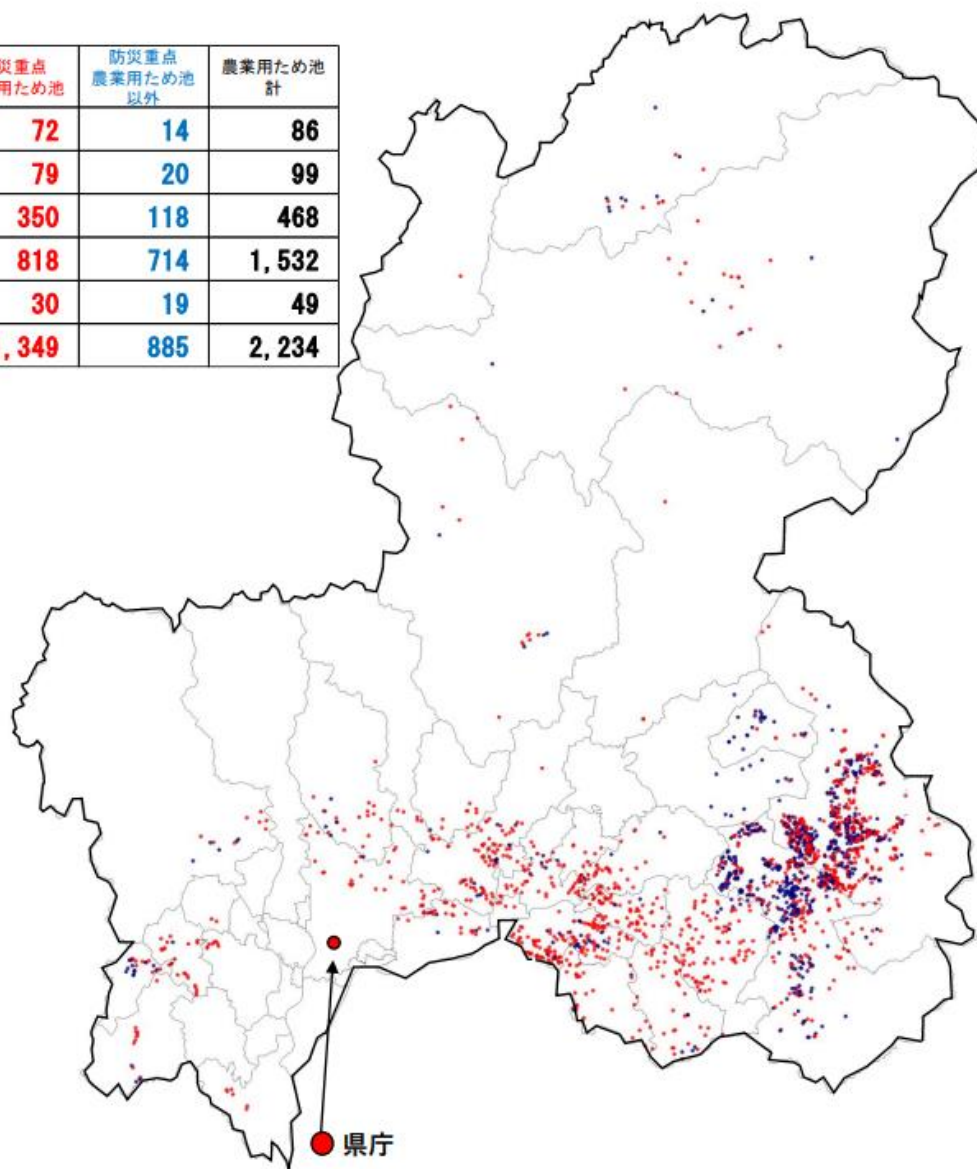 災重点 防災重点 農業用ため池
用ため池 農業用ため池 計
以外
72 14 86
79 20 99
350 118 468
818 714 1,532
30 19 49
,349 885 2,234
県庁